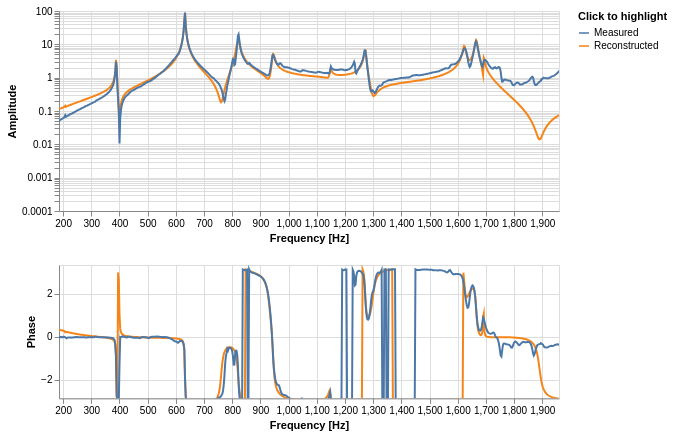 Click to highlight
Measured
Reconstructed
Amplitude
100
10
1
0.1
0.01
0.001
0.0001
200 300 400 500 600 700 800 900 1,000 1,100 1,200 1,300 1,400 1,500 1,600 1,700 1,800 1,900
Frequency [Hz]
Phase
2
0
−2
200 300 400 500 600 700 800 900 1,000 1,100 1,200 1,300 1,400 1,500 1,600 1,700 1,800 1,900
Frequency [Hz]